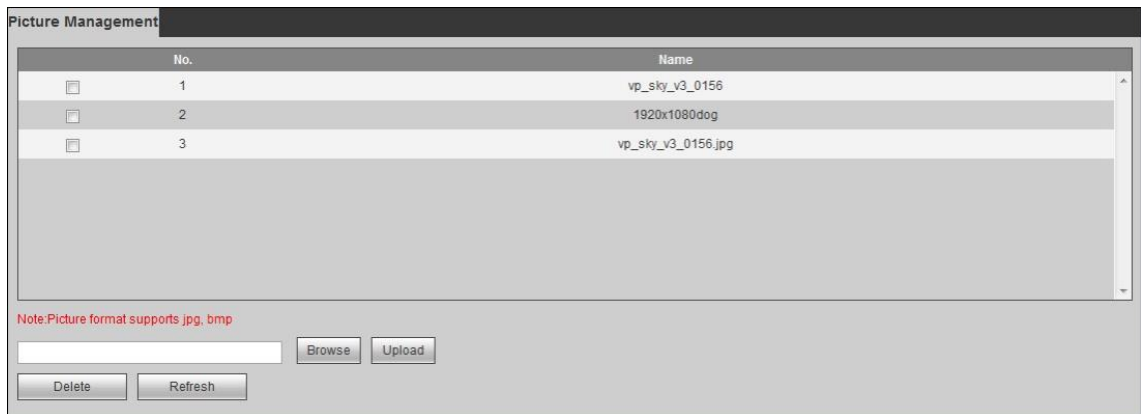 Picture Management
No. Name
1 vp_sky_v3_0156
2 1920x1080dog
3 vp_sky_v3_0156.jpg
Note:Picture format supports jpg, bmp
Browse Upload
Delete Refresh